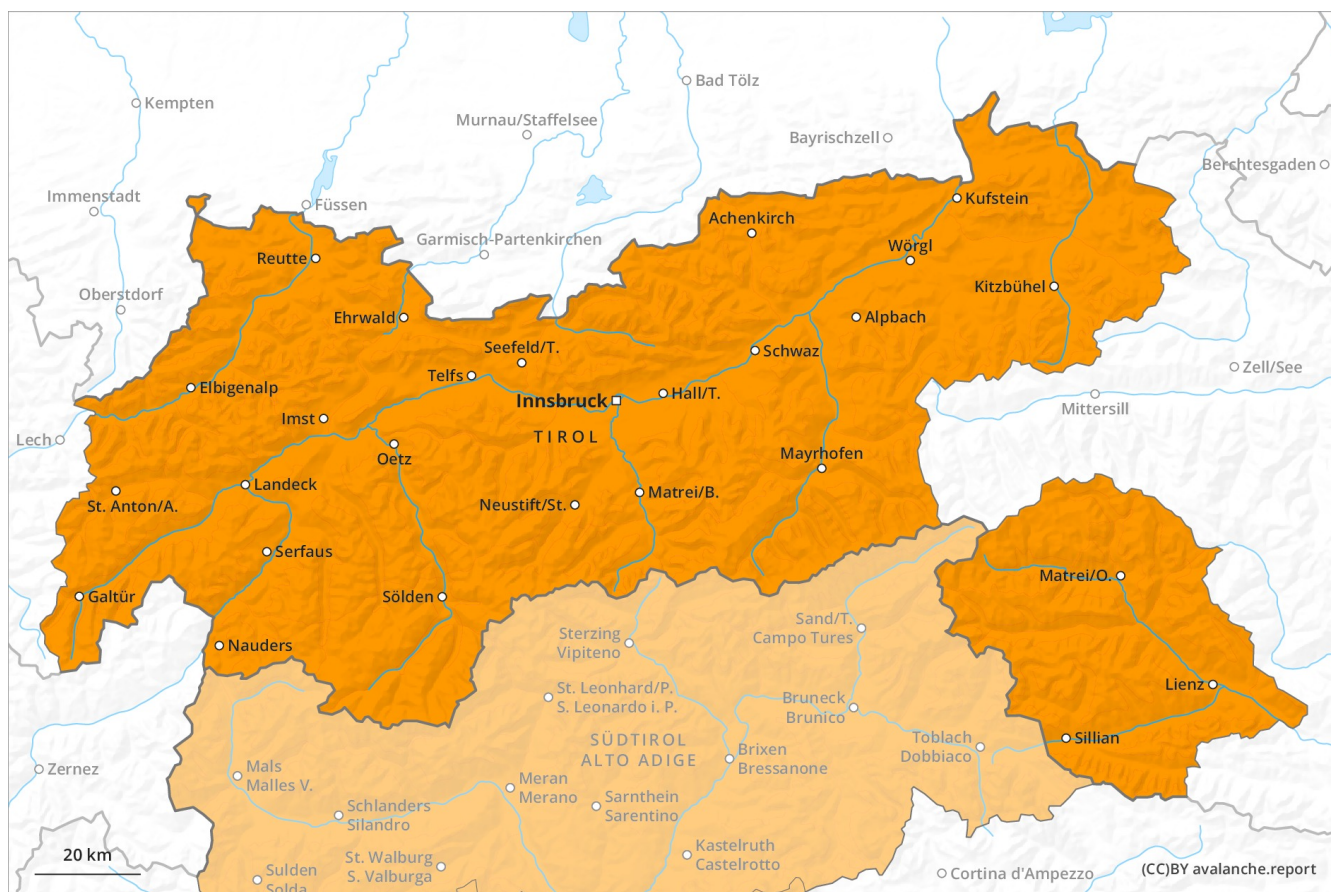 Bad Tölz
Kempten
Murnau/Staffelsee
Bayrischzell
Berchtesgaden
Immenstadt
Füssen
Kufstein
Achenkirch
Garmisch-Partenkirchen
Wörgl
Reutte
Kitzbühel
Oberstdorf
Ehrwald
Alpbach
Seefeld/T.
Schwaz
Telfs
Zell/See
Elbigenalp
Hall/T.
Innsbruck
Mittersill
Imst
TIROL
Lech
Oetz
Mayrhofen
Landeck
St. Anton/A.
Matrei/B.
Neustift/St.
Serfaus
Matrei/O.
Galtür
Sölden
Sand/T.
Campo Tures
Sterzing
Vipiteno
Nauders
Lienz
St. Leonhard/P.
S. Leonardo i. P.
Bruneck
Brunico
Sillian
Toblach
Dobbiaco
SÜDTIROL
ALTO ADIGE
Brixen
Bressanone
Zernez
Mals
Malles V.
Meran
Merano
Sarnthein
Sarentino
Schlanders
Silandro
Kastelruth
Castelrotto
20 km
St. Walburg
S. Valburga
Sulden
Solda
Cortina d'Ampezzo
(CC)BY avalanche.report